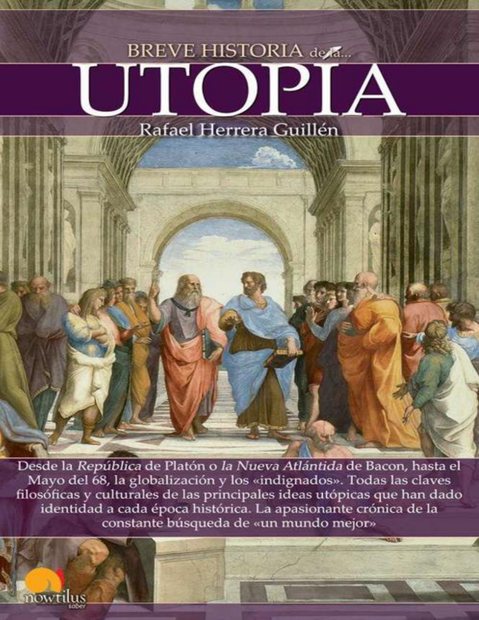 BREVE HISTORIA de la...
UTOPÍA
Rafael Herrera Guillén
Desde la República de Platón o la Nueva Atlántida de Bacon, hasta el
Mayo del 68, la globalización y los «indignados». Todas las claves
filosóficas y culturales de las principales ideas utópicas que han dado
identidad a cada época histórica. La apasionante crónica de la
constante búsqueda de «un mundo mejor»
nowtilus
saber